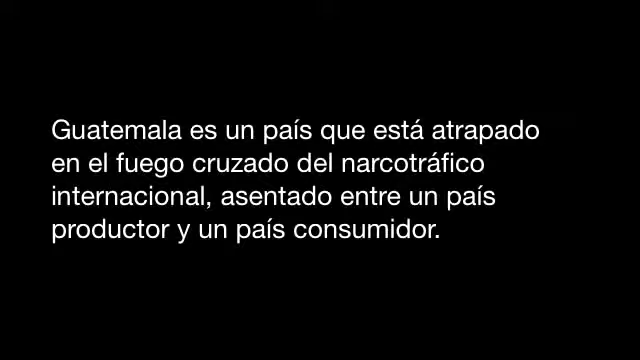 Guatemala es un país que está atrapado
en el fuego cruzado del narcotráfico
internacional, asentado entre un país
productor y un país consumidor.